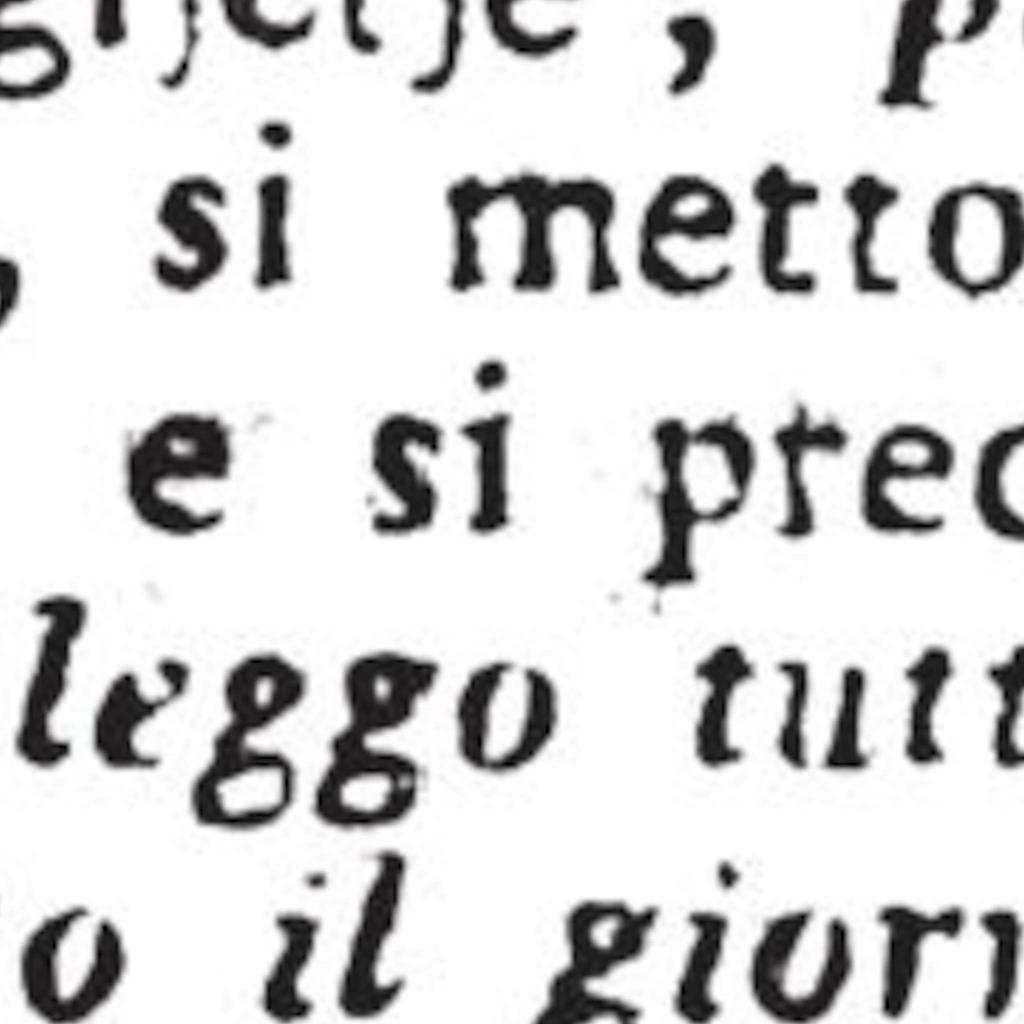 , si metto
e si prec
leggo tutt
o il giorn